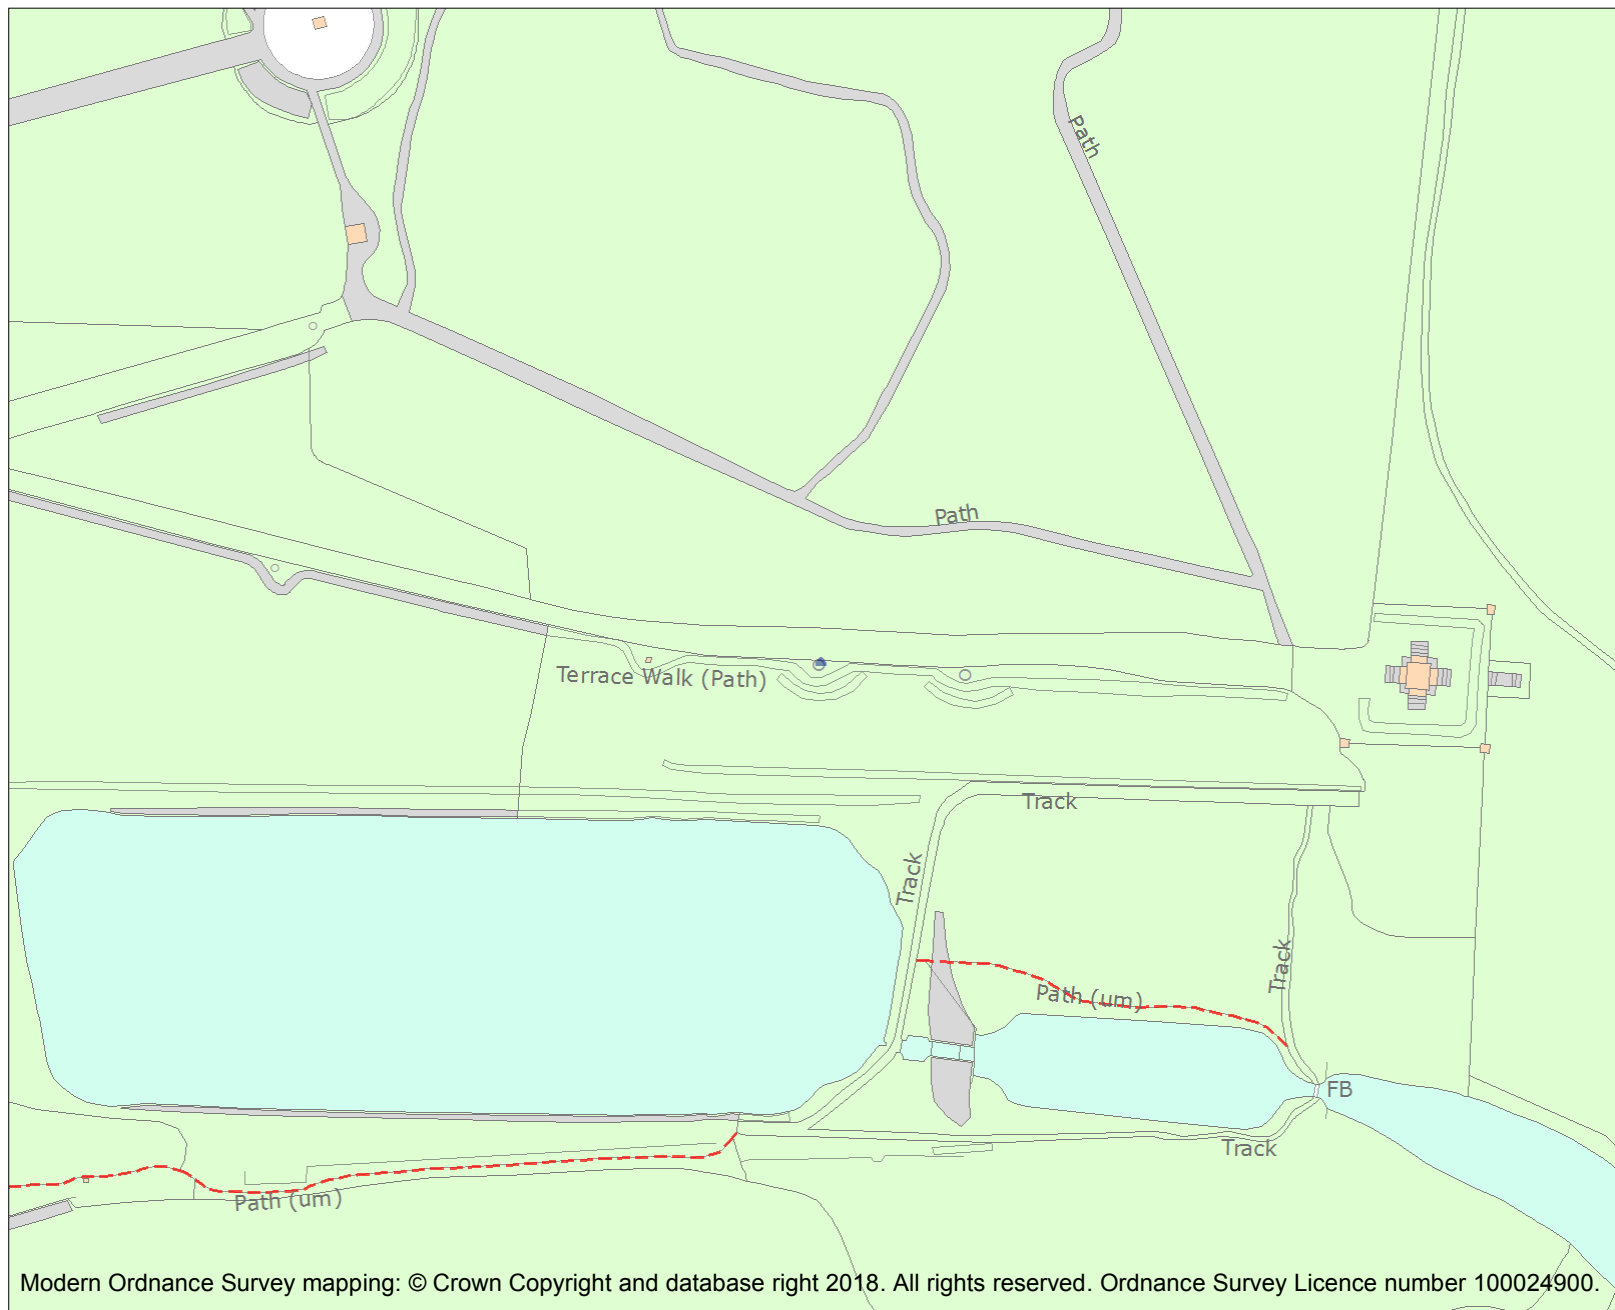 Path
Path
Terrace Walk (Path)
Track
Track
Track
Path (um)
FB
Track
Path (um)
Modern Ordnance Survey mapping: © Crown Copyright and database right 2018. All rights reserved. Ordnance Survey Licence number 100024900.